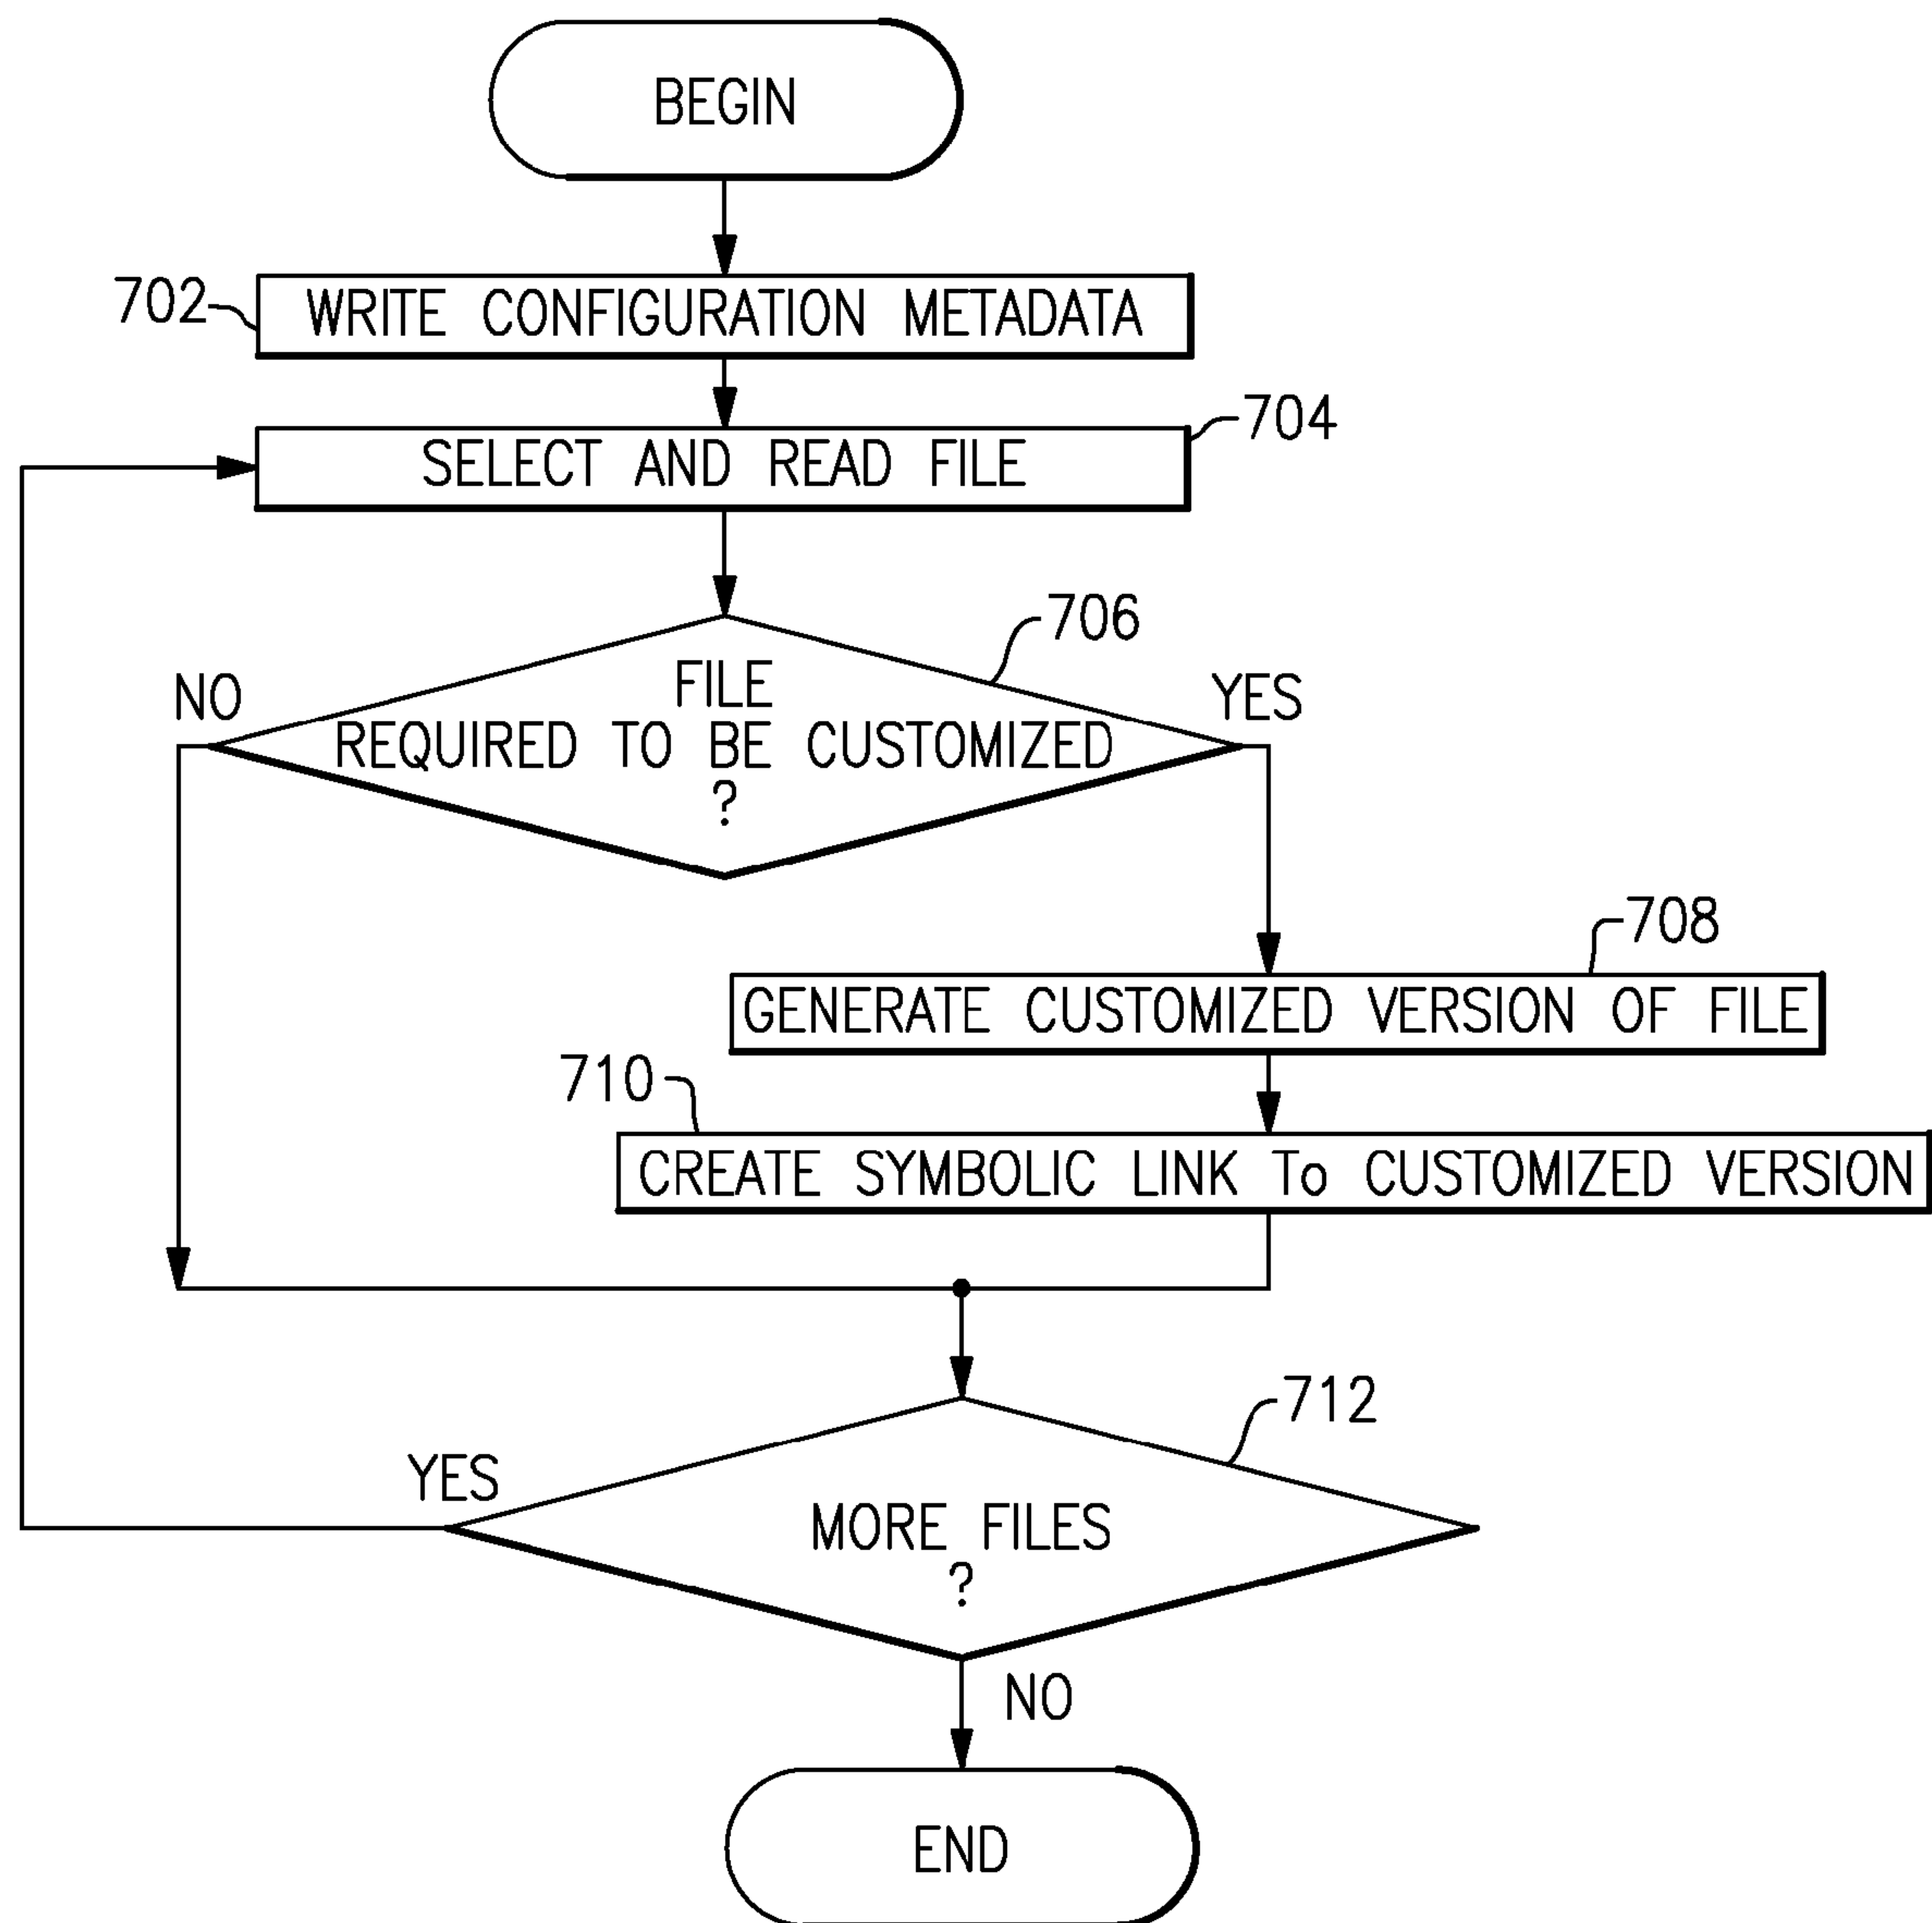 BEGIN
702
WRITE CONFIGURATION METADATA
704
SELECT AND READ FILE
706
NO
FILE
YES
REQUIRED TO BE CUSTOMIZED
?
708
GENERATE CUSTOMIZED VERSION OF FILE
710
CREATE SYMBOLIC LINK To CUSTOMIZED VERSION
712
YES
MORE FILES
?
NO
END